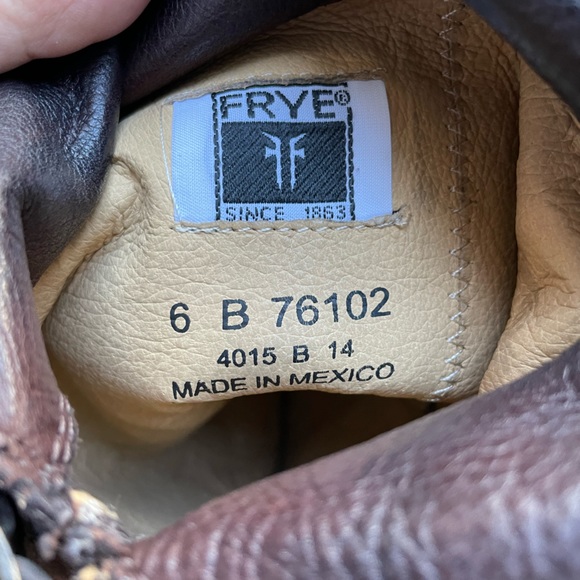 FRYE®
SINCE 1863
6 B 76102
4015 B 14
MADE IN MEXICO